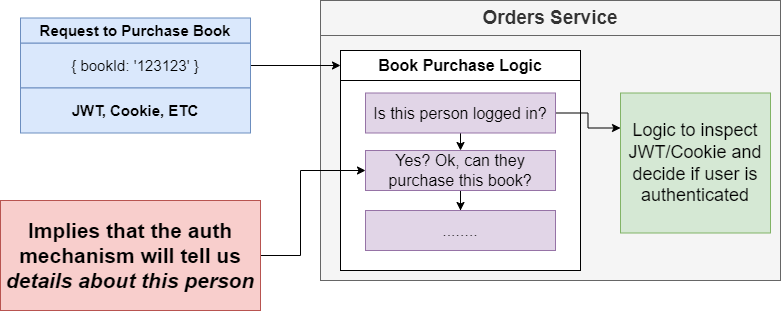 Request to Purchase Book
{ bookId: '123123' }
JWT, Cookie, ETC
Orders Service
Book Purchase Logic
Is this person logged in?
Yes? Ok, can they
purchase this book?
........
Logic to inspect
JWT/Cookie and
decide if user is
authenticated
Implies that the auth
mechanism will tell us
details about this person